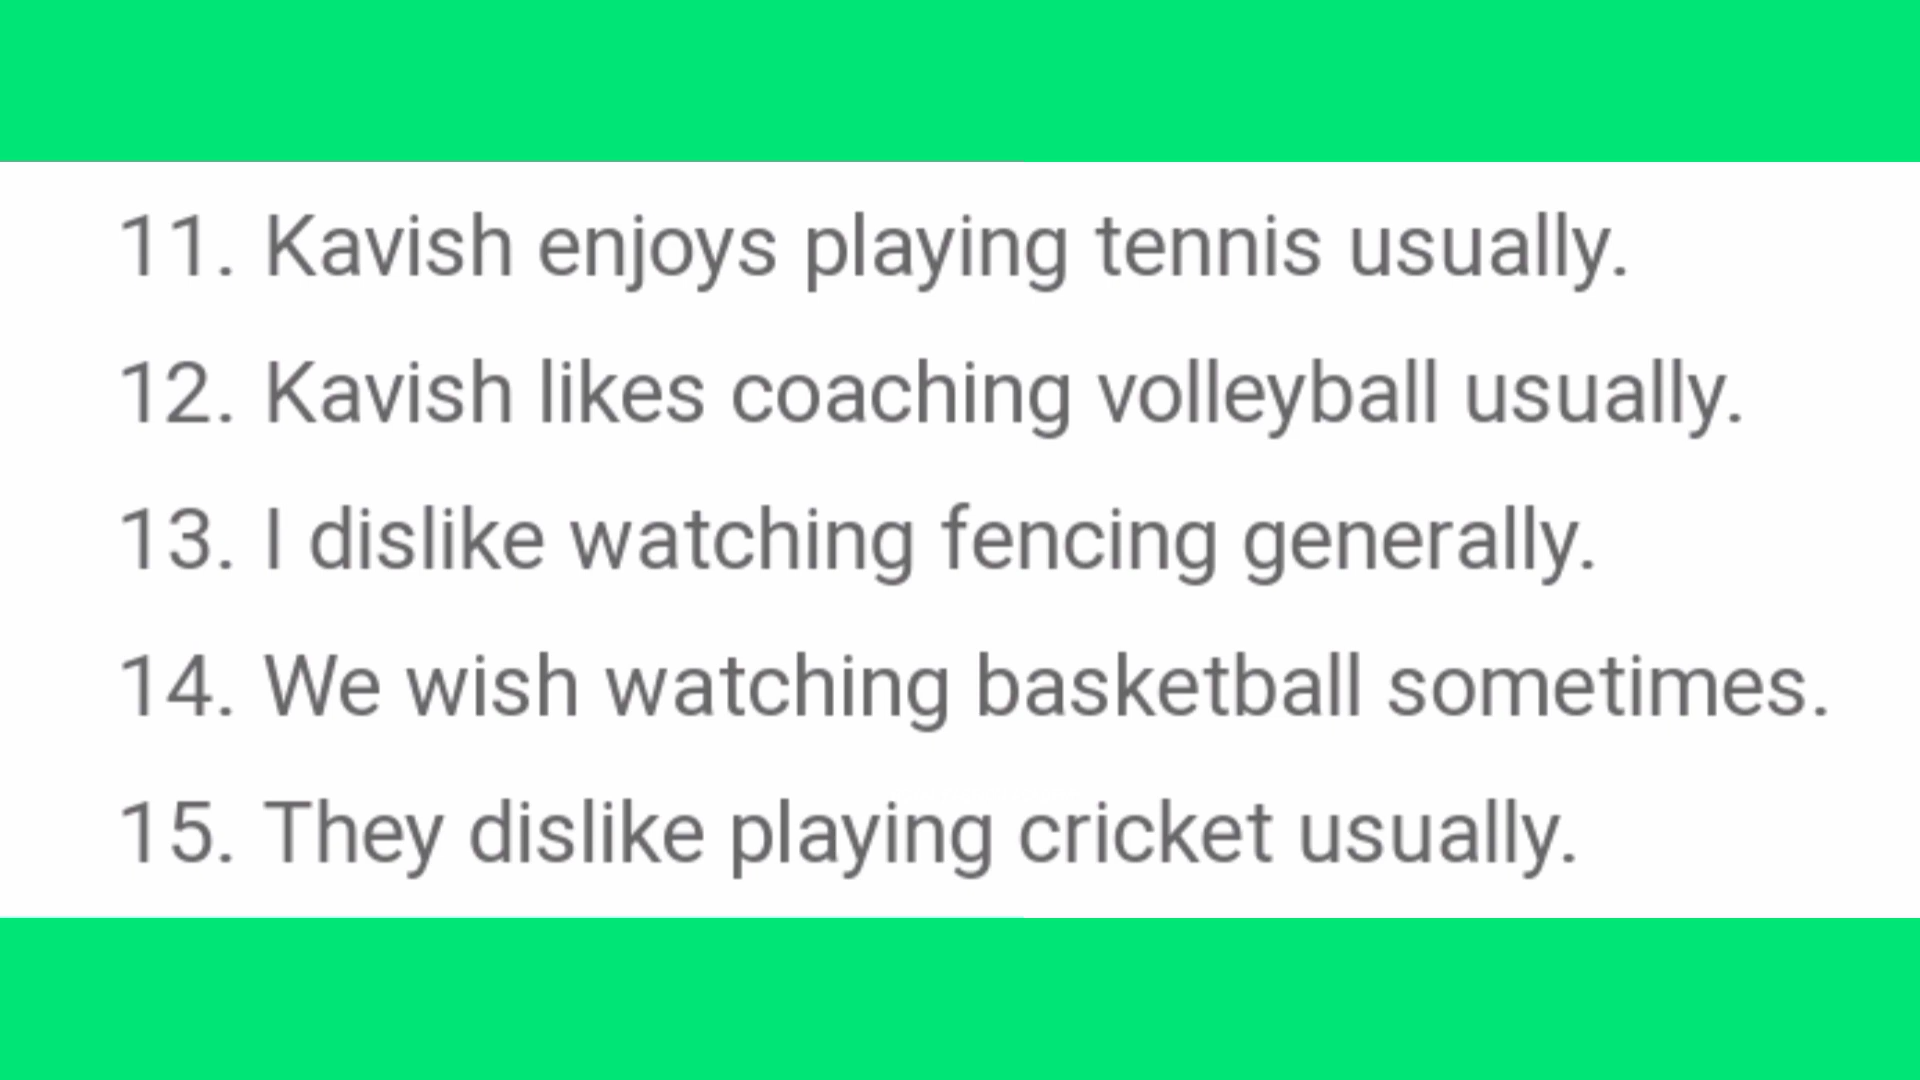 11. Kavish enjoys playing tennis usually.
12. Kavish likes coaching volleyball usually.
13. I dislike watching fencing generally.
14. We wish watching basketball sometimes.
15. They dislike playing cricket usually.